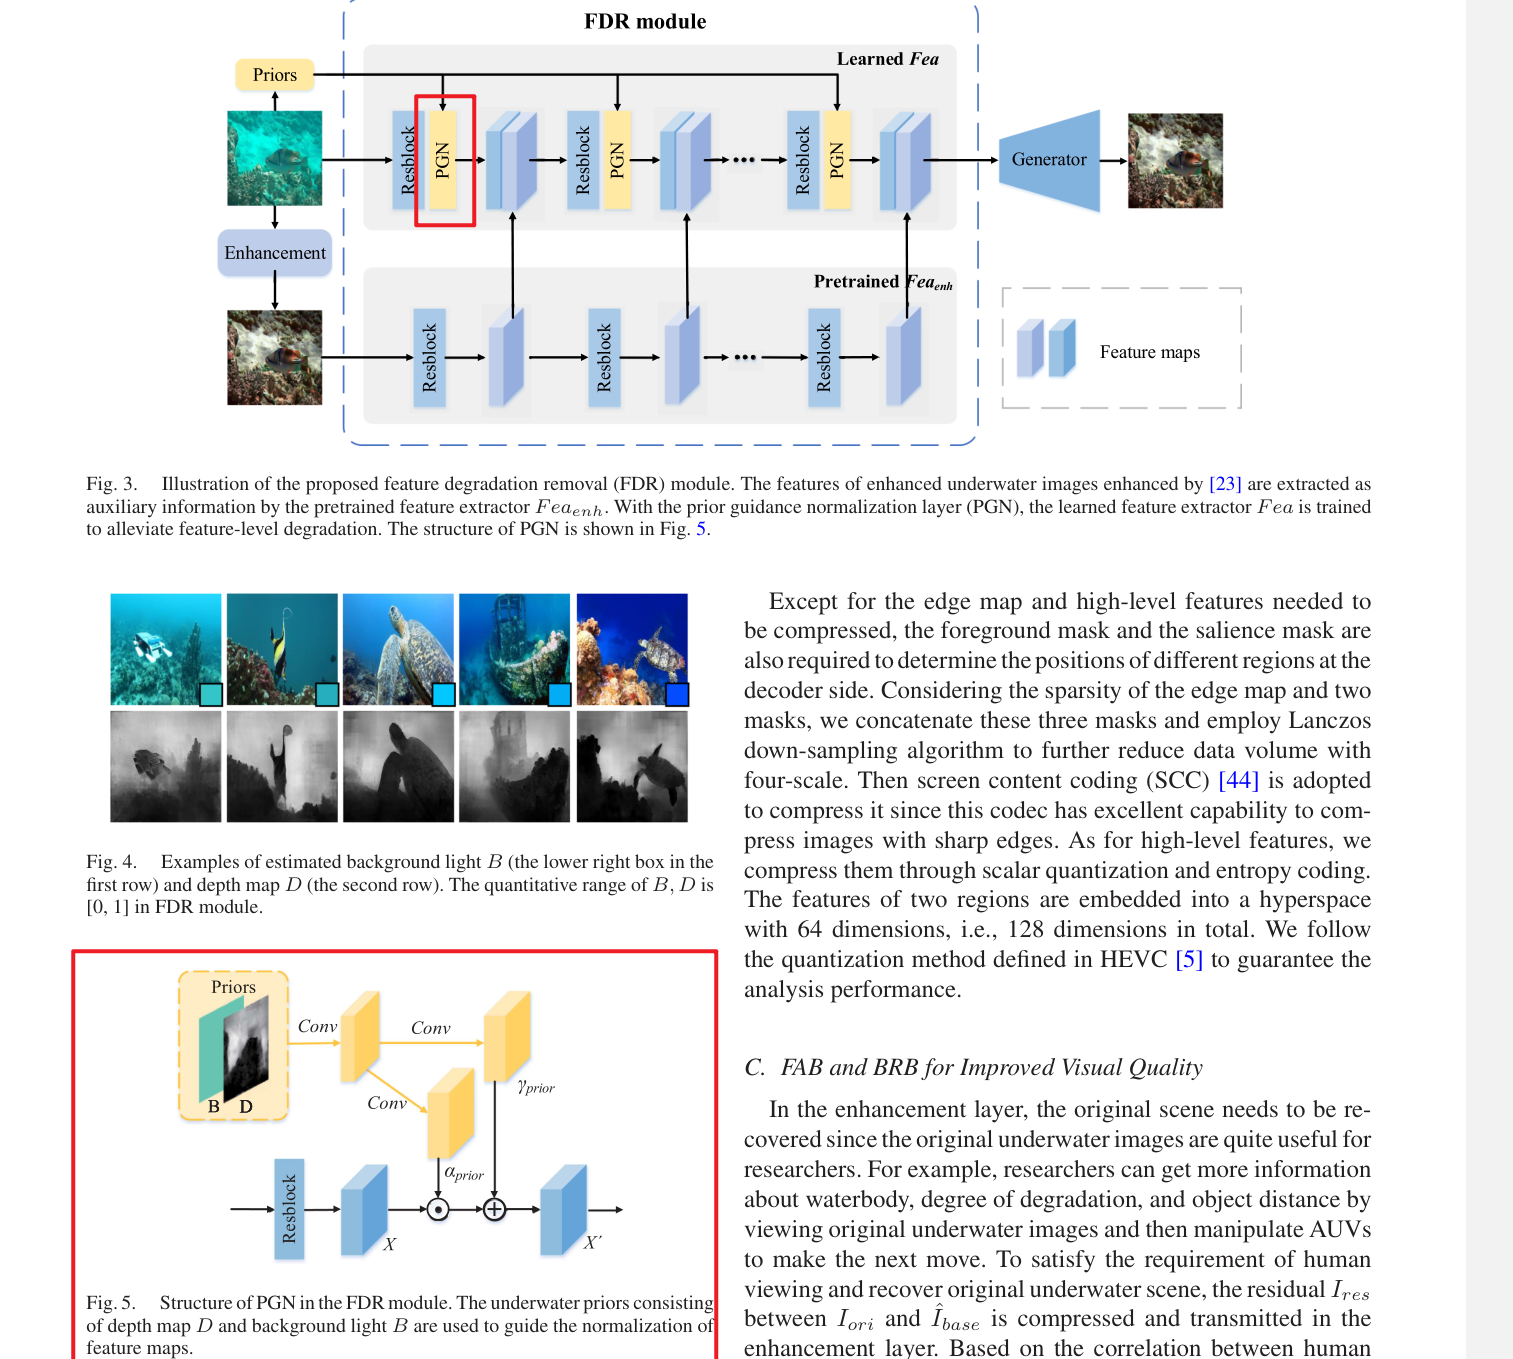 FDR module
Learned Fea
Priors
Resblock
PGN
Resblock
PGN
Resblock
PGN
Generator
Enhancement
Pretrained Fea_enh
Resblock
Resblock
Resblock
Feature maps
Fig. 3. Illustration of the proposed feature degradation removal (FDR) module. The features of enhanced underwater images enhanced by [23] are extracted as
auxiliary information by the pretrained feature extractor Fea_enh. With the prior guidance normalization layer (PGN), the learned feature extractor Fea is trained
to alleviate feature-level degradation. The structure of PGN is shown in Fig. 5.
Fig. 4. Examples of estimated background light B (the lower right box in the
first row) and depth map D (the second row). The quantitative range of B, D is
[0, 1] in FDR module.
Priors
B D
Conv
Conv
Conv
γ_prior
α_prior
Resblock
X
X′
Fig. 5. Structure of PGN in the FDR module. The underwater priors consisting
of depth map D and background light B are used to guide the normalization of
feature maps.
Except for the edge map and high-level features needed to
be compressed, the foreground mask and the salience mask are
also required to determine the positions of different regions at the
decoder side. Considering the sparsity of the edge map and two
masks, we concatenate these three masks and employ Lanczos
down-sampling algorithm to further reduce data volume with
four-scale. Then screen content coding (SCC) [44] is adopted
to compress it since this codec has excellent capability to com-
press images with sharp edges. As for high-level features, we
compress them through scalar quantization and entropy coding.
The features of two regions are embedded into a hyperspace
with 64 dimensions, i.e., 128 dimensions in total. We follow
the quantization method defined in HEVC [5] to guarantee the
analysis performance.
C. FAB and BRB for Improved Visual Quality
In the enhancement layer, the original scene needs to be re-
covered since the original underwater images are quite useful for
researchers. For example, researchers can get more information
about waterbody, degree of degradation, and object distance by
viewing original underwater images and then manipulate AUVs
to make the next move. To satisfy the requirement of human
viewing and recover original underwater scene, the residual I_res
between I_ori and Î_base is compressed and transmitted in the
enhancement layer. Based on the correlation between human